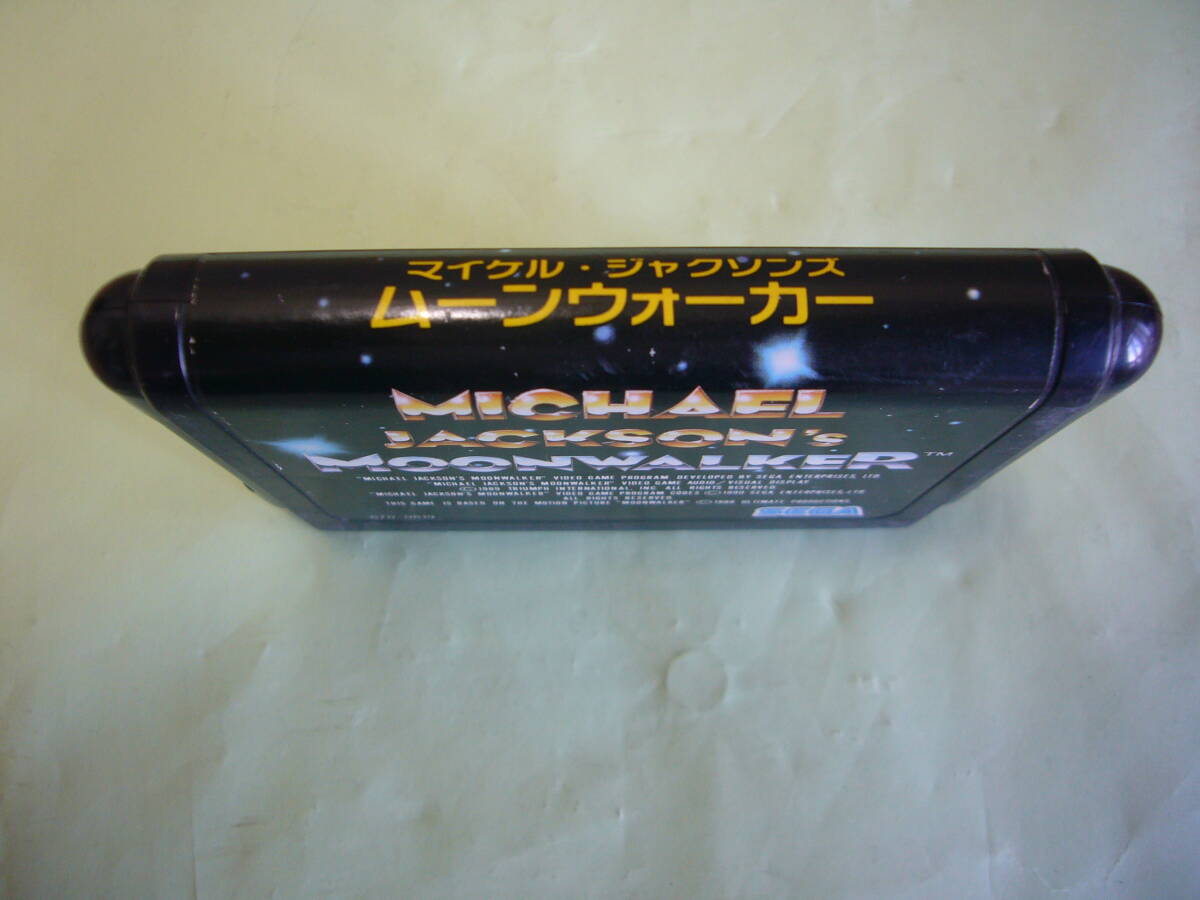 マイケル・ジャクソンズ
ムーンウォーカー
MICHAEL
JACKSON's
MOONWALKER™
"MICHAEL JACKSON'S MOONWALKER" VIDEO GAME PROGRAM DEVELOPED BY SEGA ENTERPRISES, LTD.
"MICHAEL JACKSON'S MOONWALKER" VIDEO GAME AUDIO/VISUAL DISPLAY
©1989 TRIUMPH INTERNATIONAL, INC. ALL RIGHTS RESERVED.
"MICHAEL JACKSON'S MOONWALKER" VIDEO GAME PROGRAM CODES ©1990 SEGA ENTERPRISES, LTD.
ALL RIGHTS RESERVED.
THIS GAME IS BASED ON THE MOTION PICTURE "MOONWALKER" ©1988 ULTIMATE PRODUCTIONS.
SEGA